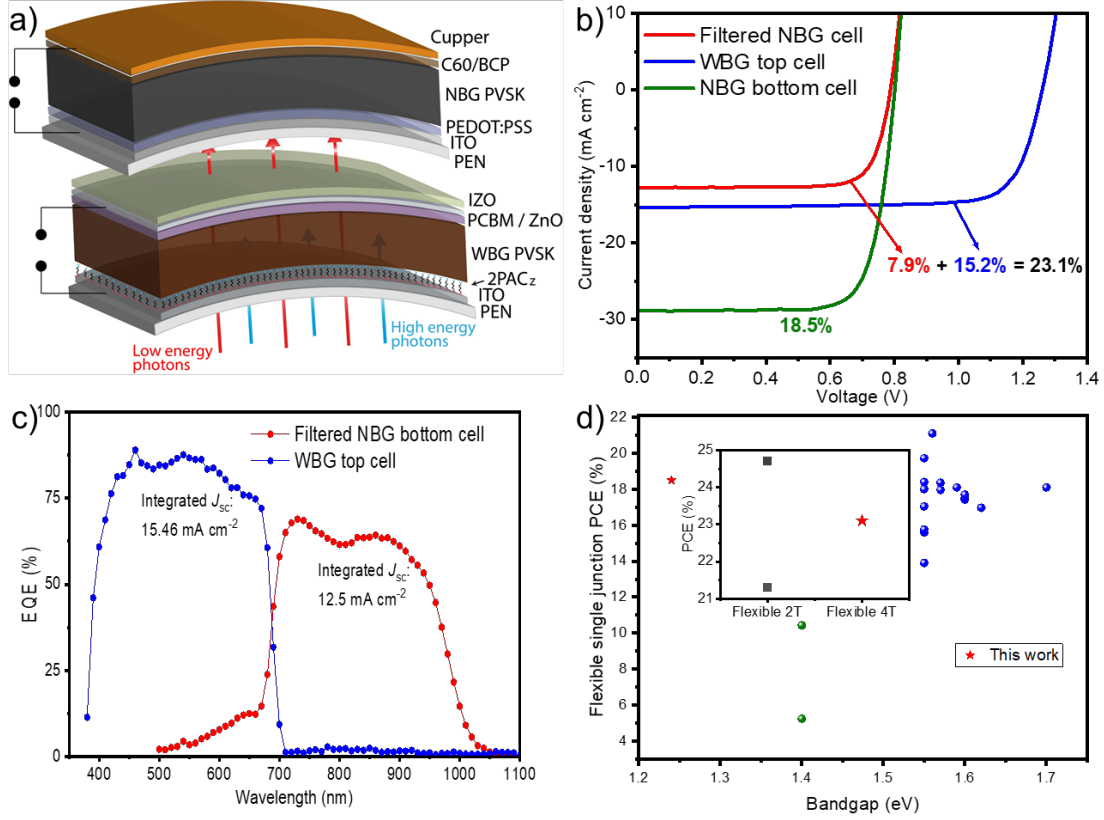 a)
Cupper
C60/BCP
NBG PVSK
PEDOT:PSS
ITO
PEN
IZO
PCBM / ZnO
WBG PVSK
2PACz
ITO
PEN
Low energy
photons
High energy
photons
b)
10
0
-10
-20
-30
Current density (mA cm-2)
Filtered NBG cell
WBG top cell
NBG bottom cell
7.9% + 15.2% = 23.1%
18.5%
0.0 0.2 0.4 0.6 0.8 1.0 1.2 1.4
Voltage (V)
c)
100
75
50
25
0
EQE (%)
Filtered NBG bottom cell
WBG top cell
Integrated Jsc:
15.46 mA cm-2
Integrated Jsc:
12.5 mA cm-2
400 500 600 700 800 900 1000 1100
Wavelength (nm)
d)
22
20
18
16
14
12
10
8
6
4
Flexible single junction PCE (%)
25
24
23
22
21
PCE (%)
Flexible 2T Flexible 4T
This work
1.2 1.3 1.4 1.5 1.6 1.7
Bandgap (eV)